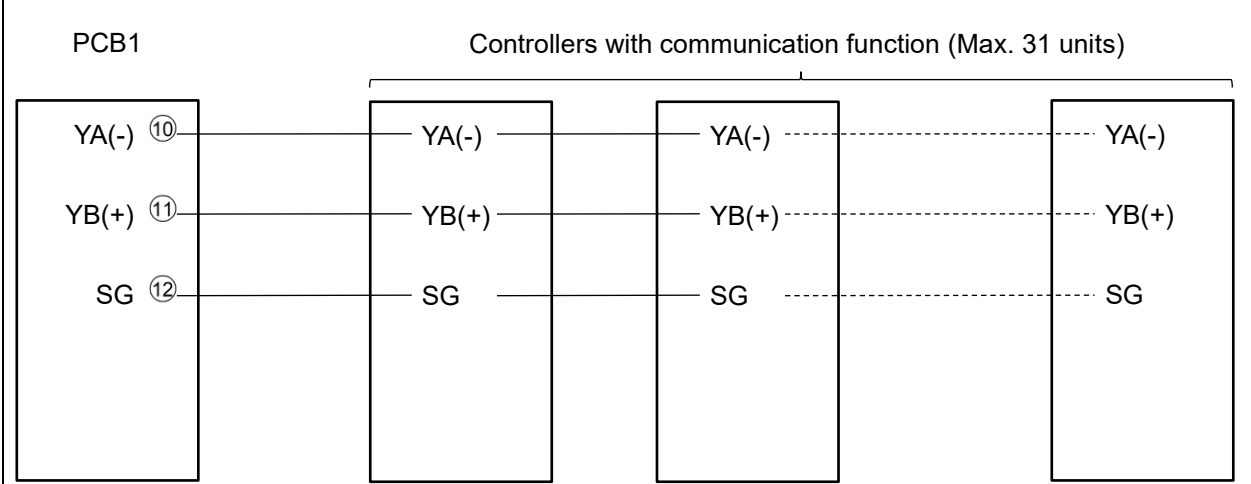 PCB1 Controllers with communication function (Max. 31 units)
YA(-) ⑩ YA(-) YA(-) YA(-)
YB(+) ⑪ YB(+) YB(+) YB(+)
SG ⑫ SG SG SG